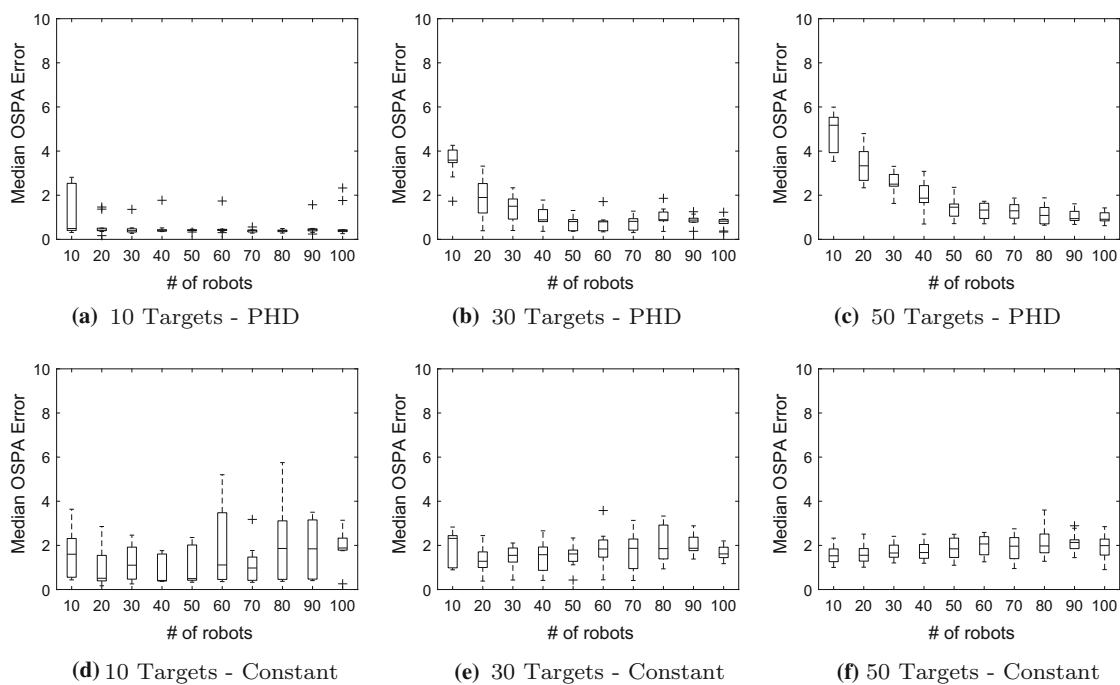 10
8
6
4
2
0
Median OSPA Error
10 20 30 40 50 60 70 80 90 100
# of robots
(a) 10 Targets - PHD
10
8
6
4
2
0
Median OSPA Error
10 20 30 40 50 60 70 80 90 100
# of robots
(b) 30 Targets - PHD
10
8
6
4
2
0
Median OSPA Error
10 20 30 40 50 60 70 80 90 100
# of robots
(c) 50 Targets - PHD
10
8
6
4
2
0
Median OSPA Error
10 20 30 40 50 60 70 80 90 100
# of robots
(d) 10 Targets - Constant
10
8
6
4
2
0
Median OSPA Error
10 20 30 40 50 60 70 80 90 100
# of robots
(e) 30 Targets - Constant
10
8
6
4
2
0
Median OSPA Error
10 20 30 40 50 60 70 80 90 100
# of robots
(f) 50 Targets - Constant